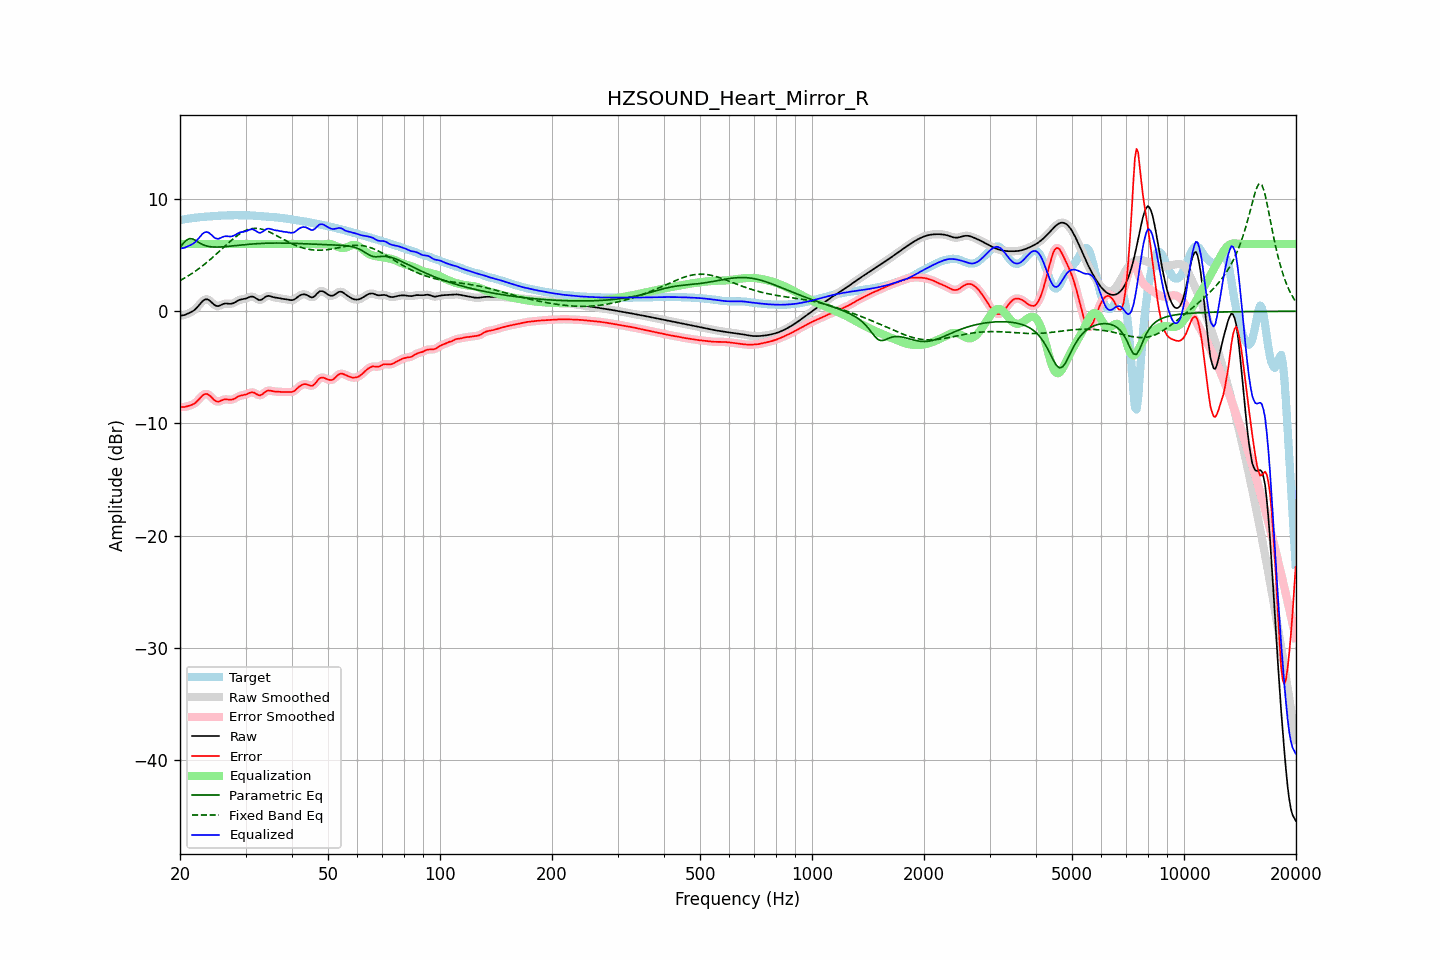 HZSOUND_Heart_Mirror_R
Amplitude (dBr)
10
0
−10
−20
−30
−40
Target
Raw Smoothed
Error Smoothed
Raw
Error
Equalization
Parametric Eq
Fixed Band Eq
Equalized
20 50 100 200 500 1000 2000 5000 10000 20000
Frequency (Hz)